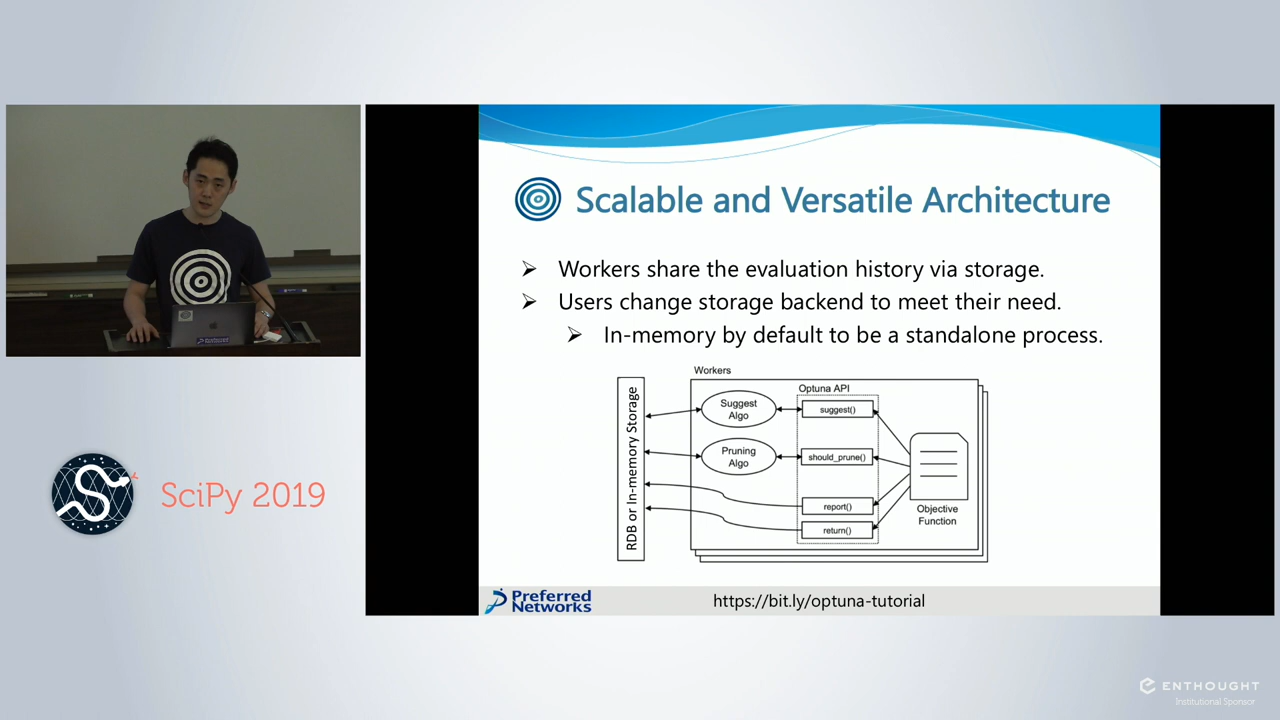 Scalable and Versatile Architecture
Workers share the evaluation history via storage.
Users change storage backend to meet their need.
In-memory by default to be a standalone process.
Workers
Optuna API
RDB or In-memory Storage
Suggest
Algo
suggest()
Pruning
Algo
should_prune()
report()
return()
Objective
Function
Preferred
Networks
https://bit.ly/optuna-tutorial
SciPy 2019
ENTHOUGHT
Institutional Sponsor